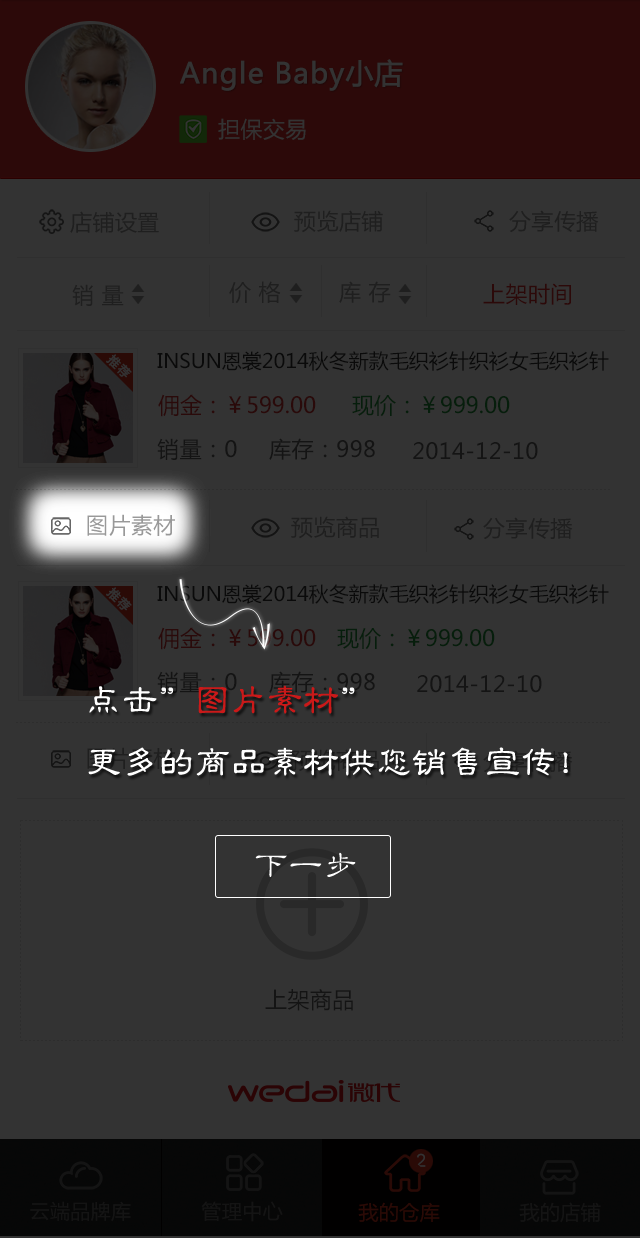 Angle Baby小店
担保交易
店铺设置 预览店铺 分享传播
销量 价格 库存 上架时间
推荐
INSUN恩裳2014秋冬新款毛织衫针织衫女毛织衫针
佣金：￥599.00 现价：￥999.00
销量：0 库存：998 2014-12-10
图片素材 预览商品 分享传播
推荐
INSUN恩裳2014秋冬新款毛织衫针织衫女毛织衫针
佣金：￥599.00 现价：￥999.00
销量：0 库存：998 2014-12-10
点击”图片素材”
更多的商品素材供您销售宣传!
下一步
上架商品
wedai微代
2
云端品牌库 管理中心 我的仓库 我的店铺